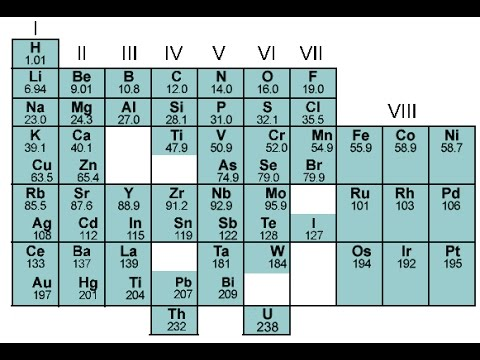 I II III IV V VI VII
H
1.01
Li Be B C N O F
6.94 9.01 10.8 12.0 14.0 16.0 19.0
VIII
Na Mg Al Si P S Cl
23.0 24.3 27.0 28.1 31.0 32.1 35.5
K Ca Ti V Cr Mn Fe Co Ni
39.1 40.1 47.9 50.9 52.0 54.9 55.9 58.9 58.7
Cu Zn As Se Br
63.5 65.4 74.9 79.0 79.9
Rb Sr Y Zr Nb Mo Ru Rh Pd
85.5 87.6 88.9 91.2 92.9 95.9 101 103 106
Ag Cd In Sn Sb Te I
108 112 115 119 122 128 127
Ce Ba La Ta W Os Ir Pt
133 137 139 181 184 194 192 195
Au Hg Ti Pb Bi
197 201 204 207 209
Th U
232 238